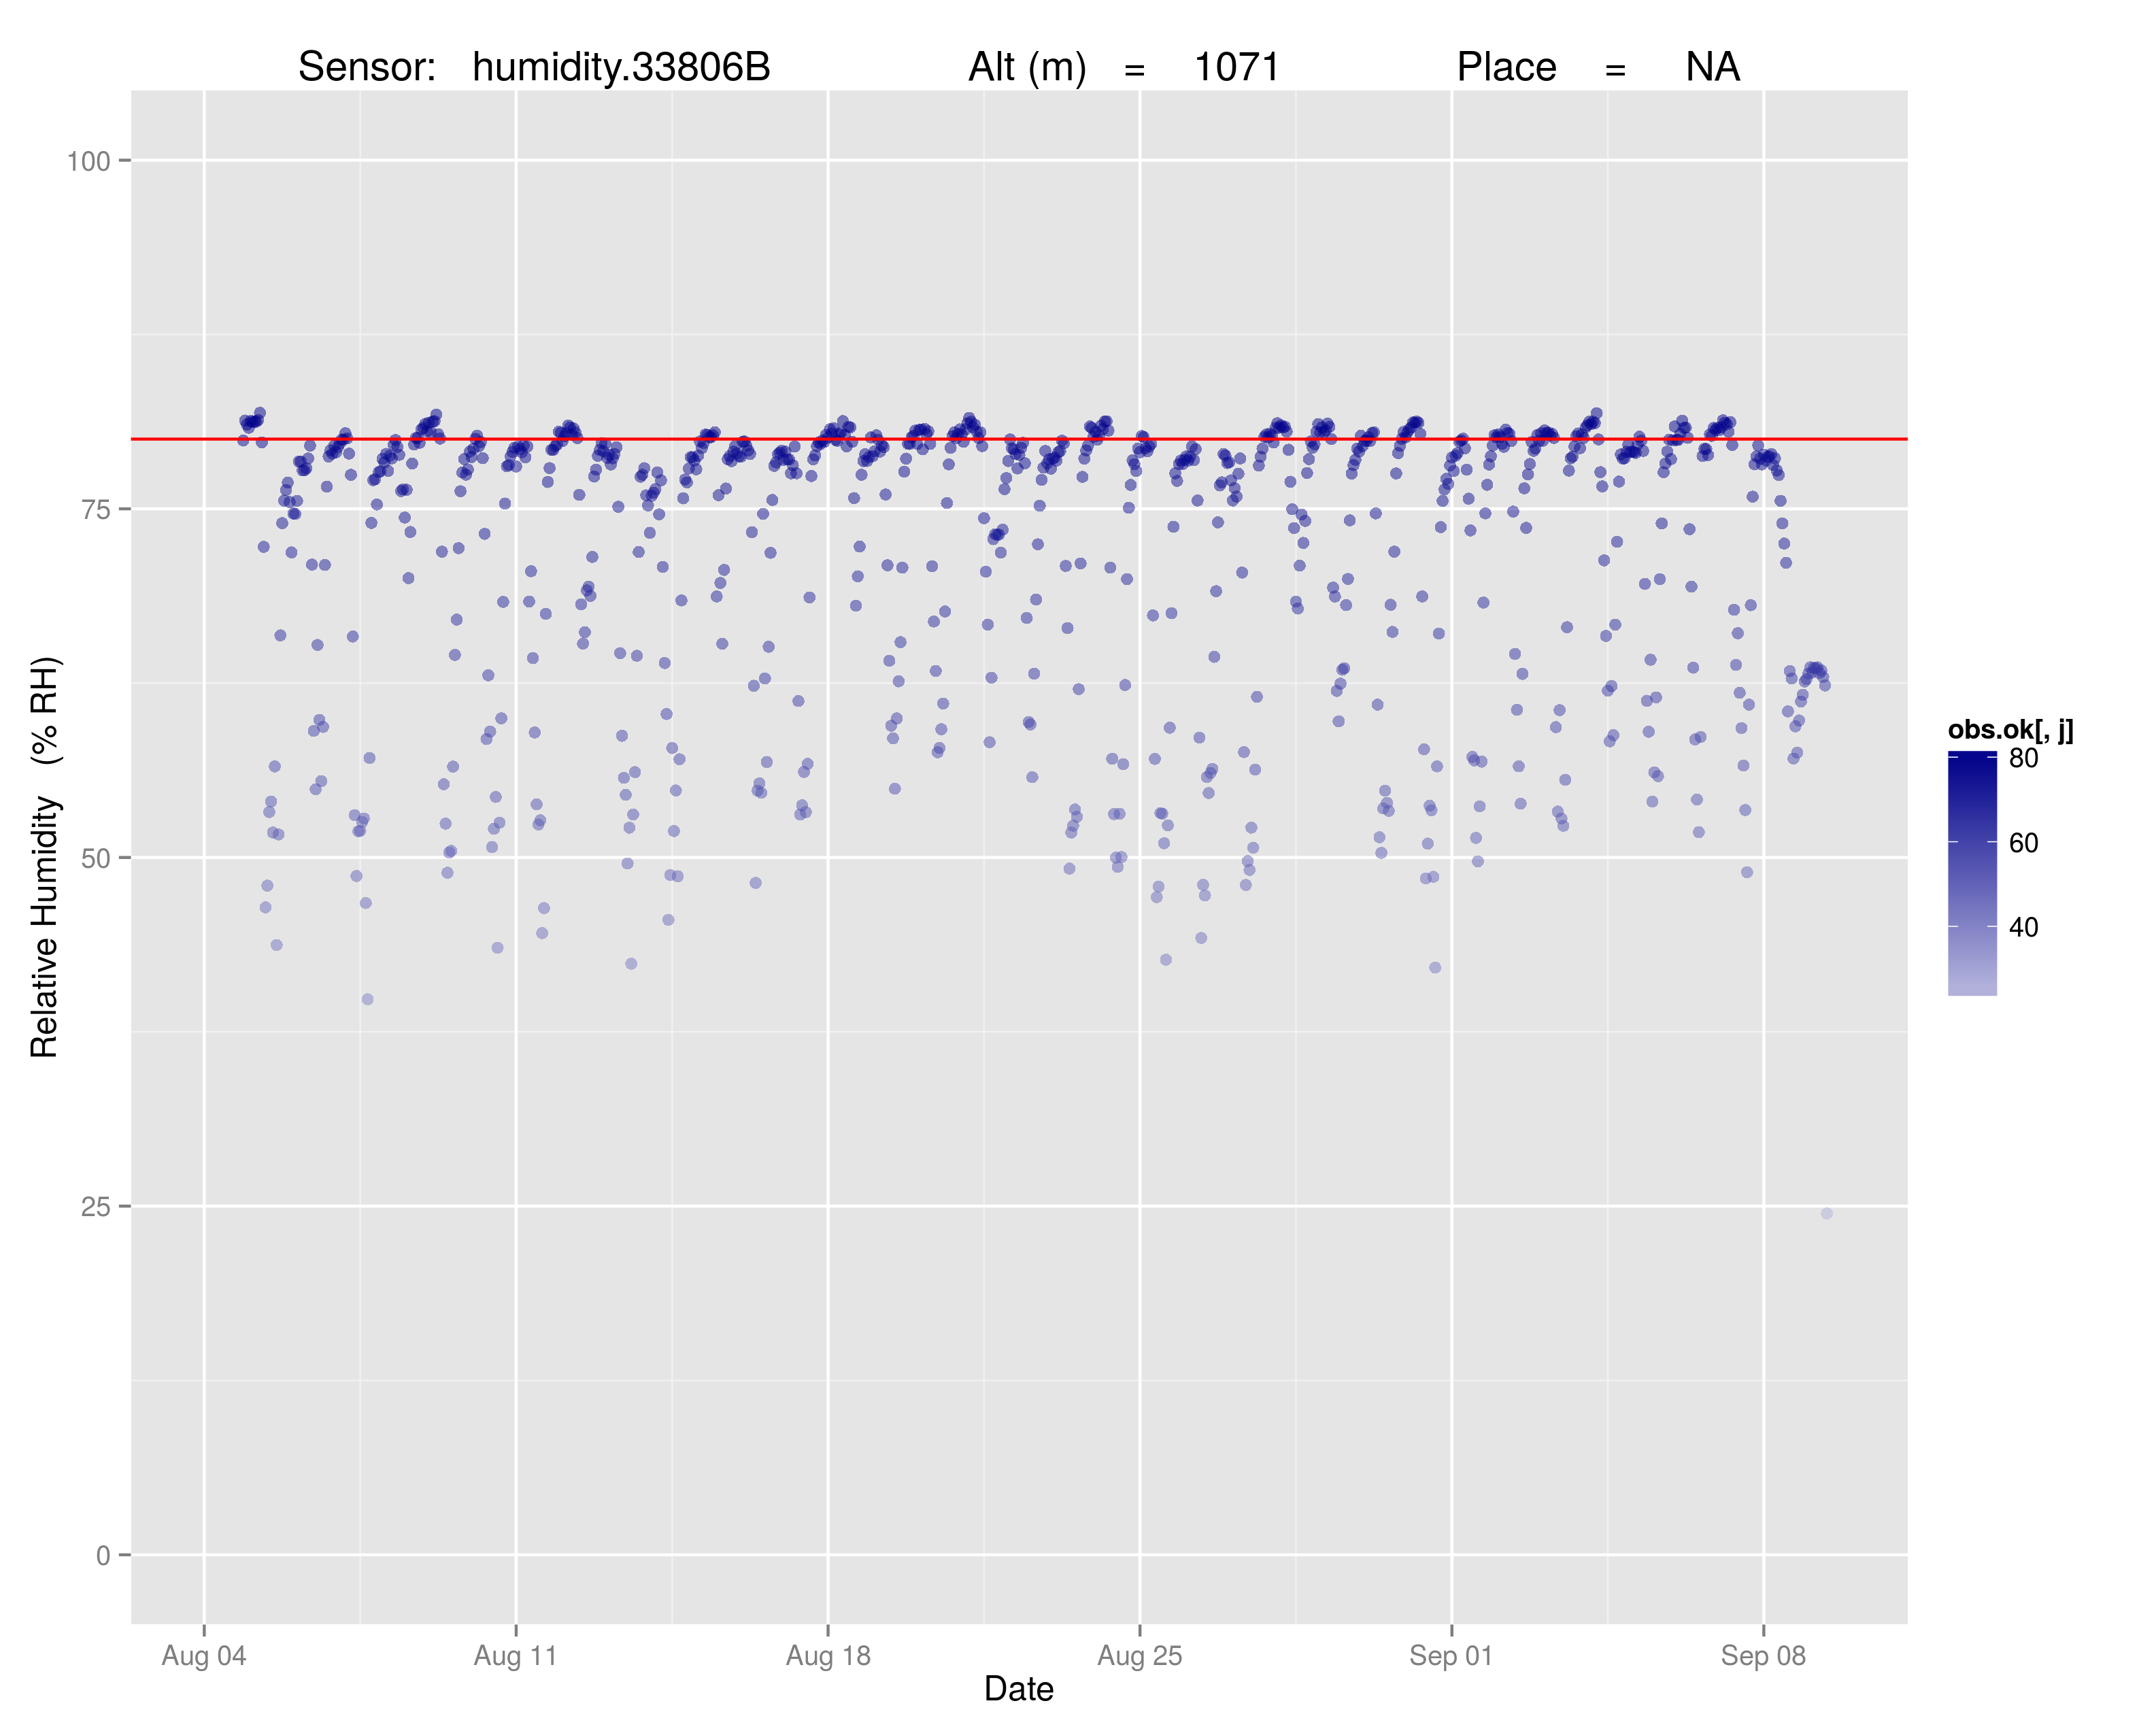 Sensor: humidity.33806B Alt (m) = 1071 Place = NA
100
75
50
25
0
Relative Humidity (% RH)
Aug 04 Aug 11 Aug 18 Aug 25 Sep 01 Sep 08
Date
obs.ok[, j]
80
60
40